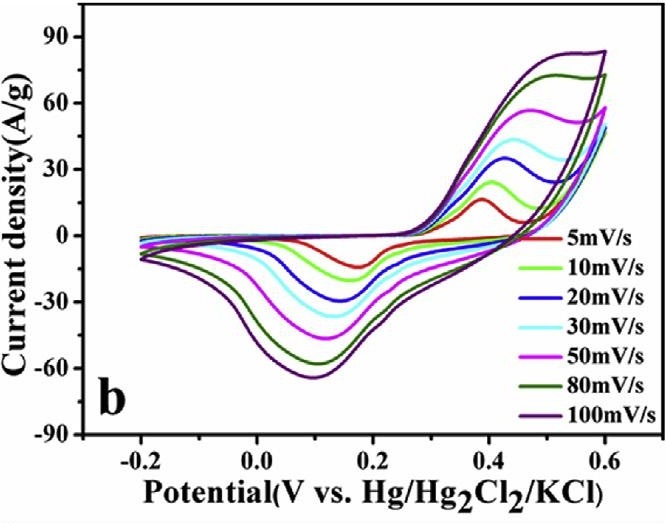 90
60
30
0
-30
-60
-90
Current density(A/g)
5mV/s
10mV/s
20mV/s
30mV/s
50mV/s
80mV/s
100mV/s
b
-0.2 0.0 0.2 0.4 0.6
Potential(V vs. Hg/Hg₂Cl₂/KCl)